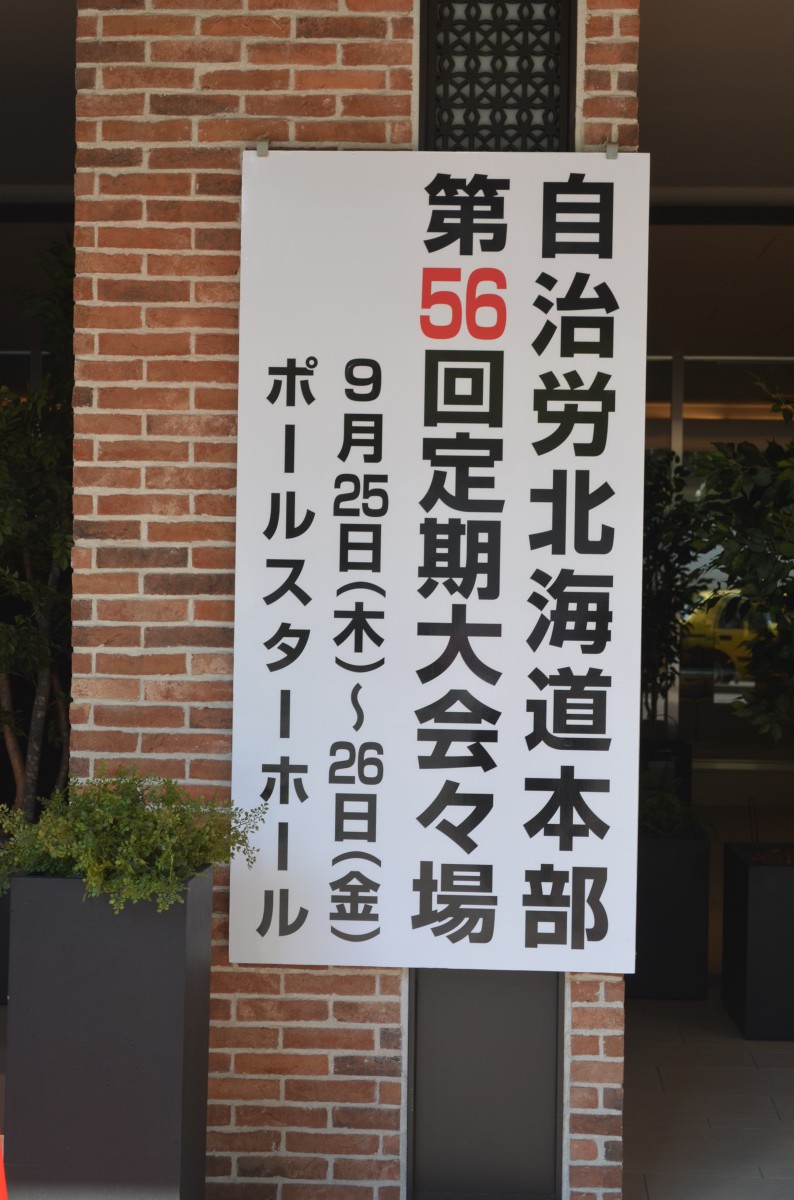 自治労北海道本部
第56回定期大会々場
9月25日(木)～26日(金)
ポールスターホール